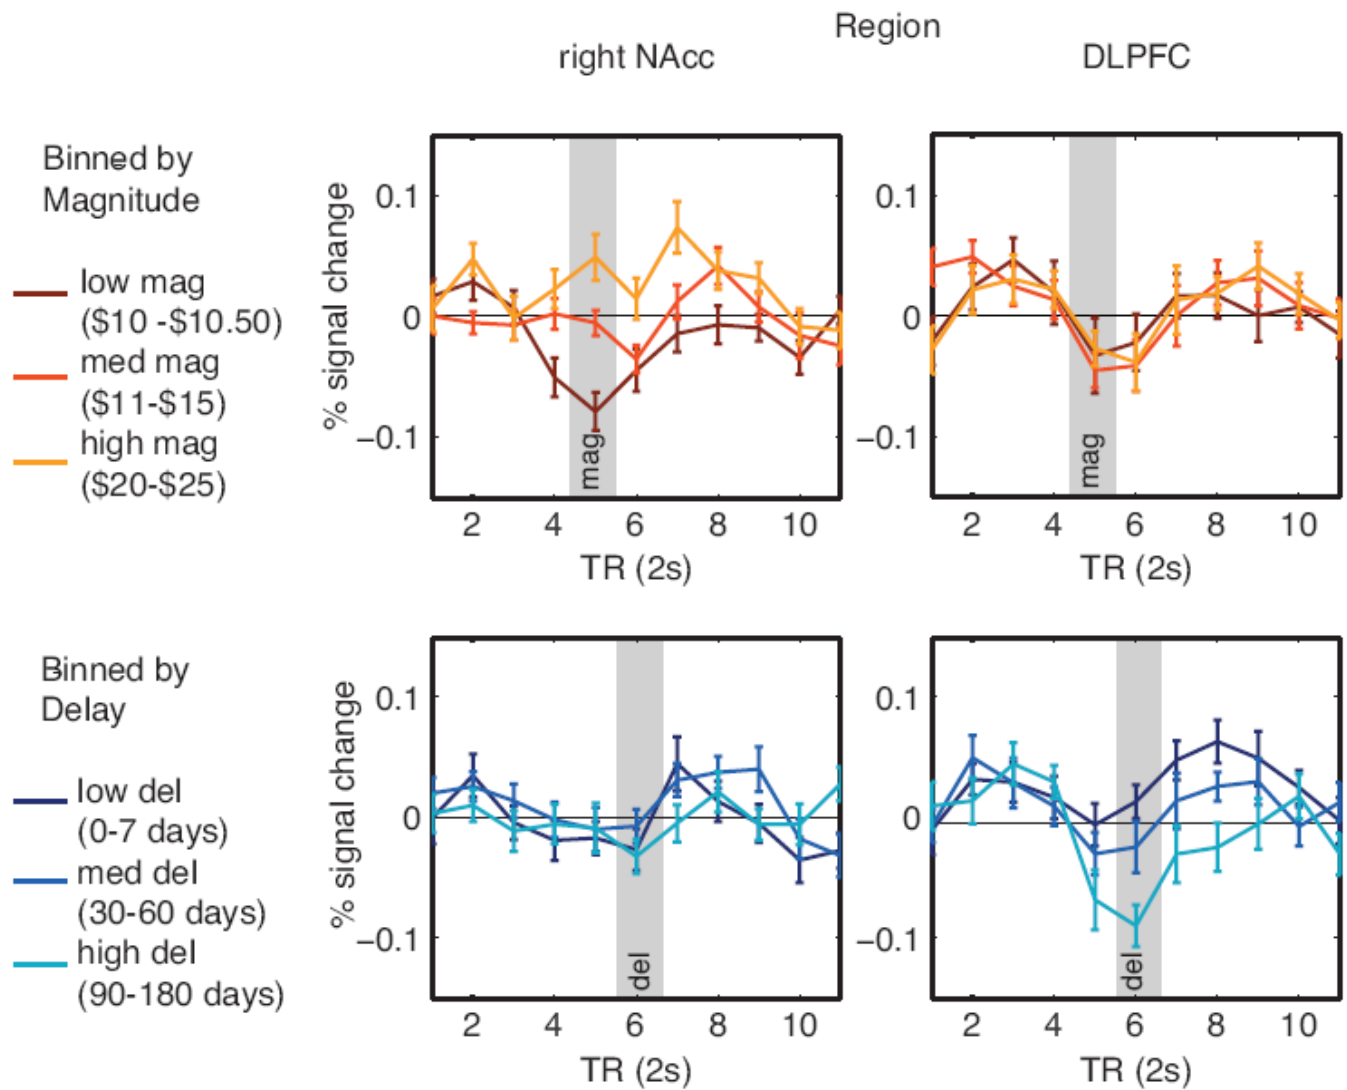 Region
right NAcc
DLPFC
Binned by
Magnitude
low mag
($10 -$10.50)
med mag
($11-$15)
high mag
($20-$25)
% signal change
0.1
0
−0.1
mag
2
4
6
8
10
TR (2s)
0.1
0
−0.1
mag
2
4
6
8
10
TR (2s)
Binned by
Delay
low del
(0-7 days)
med del
(30-60 days)
high del
(90-180 days)
% signal change
0.1
0
−0.1
del
2
4
6
8
10
TR (2s)
% signal change
0.1
0
−0.1
del
2
4
6
8
10
TR (2s)